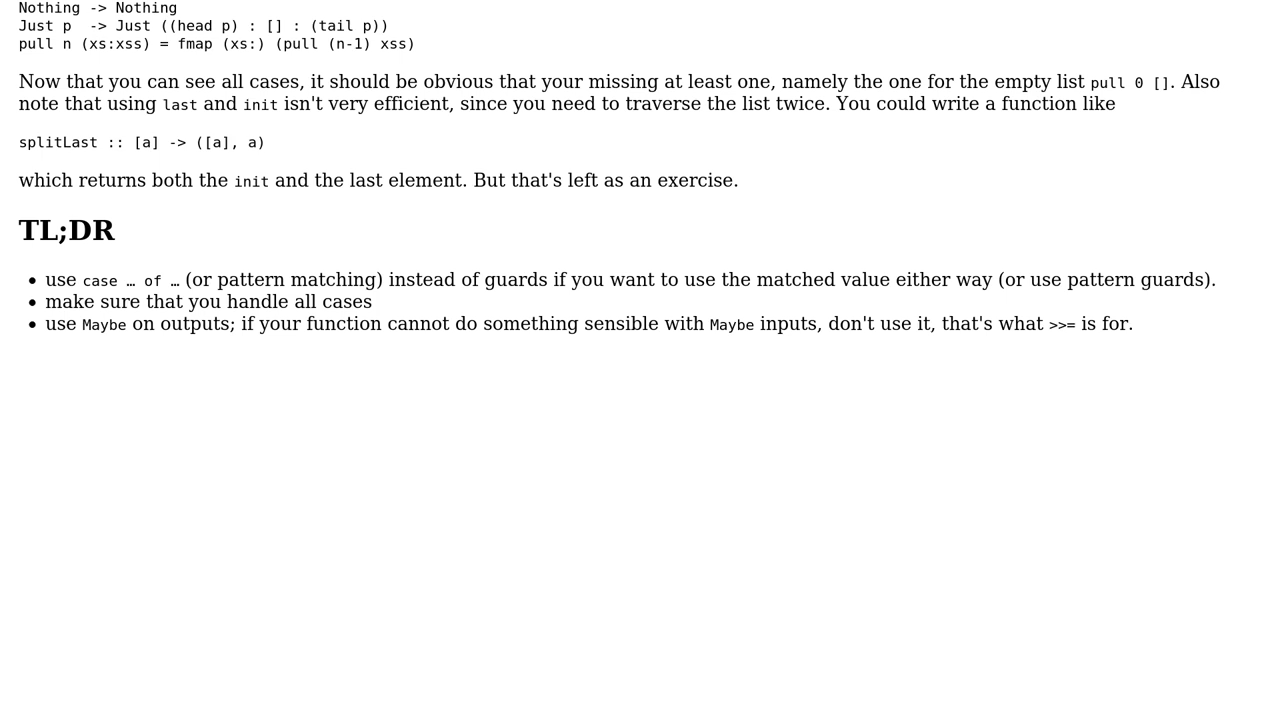 Nothing -> Nothing
Just p  -> Just ((head p) : [] : (tail p))
pull n (xs:xss) = fmap (xs:) (pull (n-1) xss)
Now that you can see all cases, it should be obvious that your missing at least one, namely the one for the empty list pull 0 []. Also
note that using last and init isn't very efficient, since you need to traverse the list twice. You could write a function like
splitLast :: [a] -> ([a], a)
which returns both the init and the last element. But that's left as an exercise.
TL;DR
• use case … of … (or pattern matching) instead of guards if you want to use the matched value either way (or use pattern guards).
• make sure that you handle all cases
• use Maybe on outputs; if your function cannot do something sensible with Maybe inputs, don't use it, that's what >>= is for.